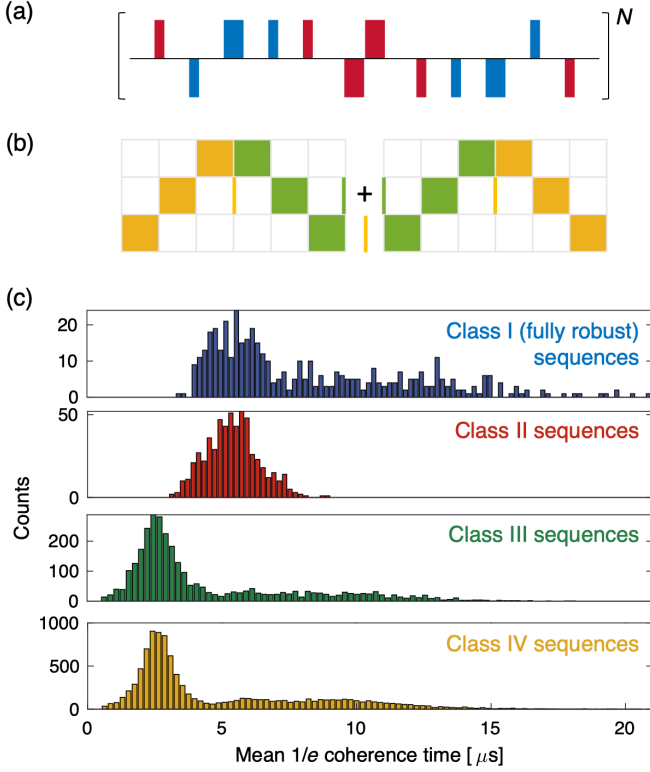 (a)
N
(b)
+
(c)
Class I (fully robust)
sequences
20
10
0
Class II sequences
50
0
Class III sequences
200
100
0
Class IV sequences
1000
500
0
Counts
0 5 10 15 20
Mean 1/e coherence time [ μs]